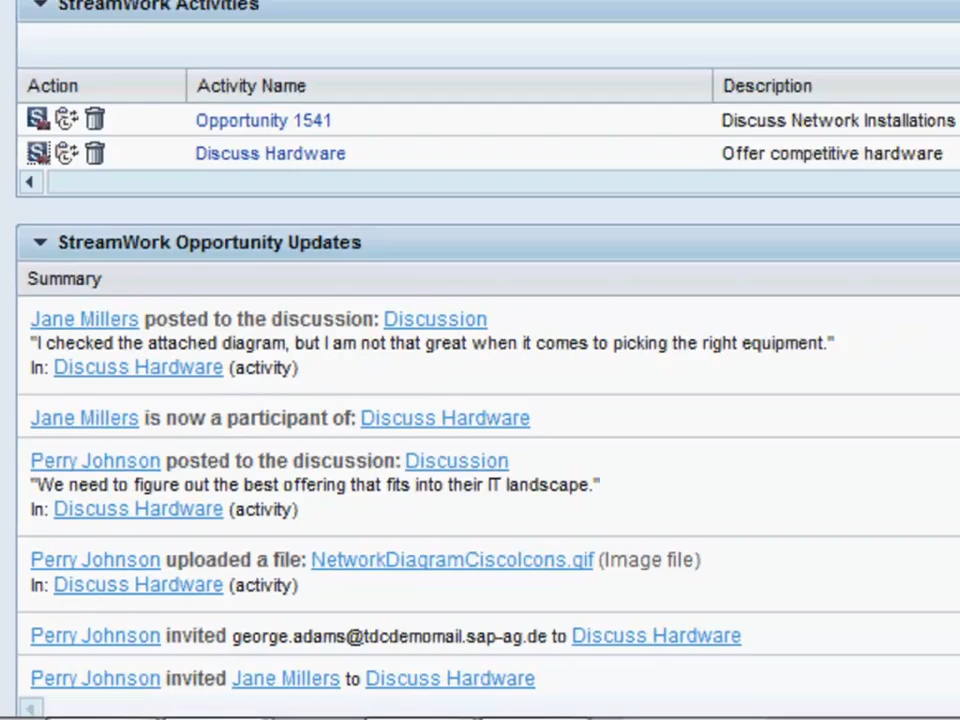 StreamWork Activities
Action Activity Name Description
Opportunity 1541 Discuss Network Installations
Discuss Hardware Offer competitive hardware
StreamWork Opportunity Updates
Summary
Jane Millers posted to the discussion: Discussion
"I checked the attached diagram, but I am not that great when it comes to picking the right equipment."
In: Discuss Hardware (activity)
Jane Millers is now a participant of: Discuss Hardware
Perry Johnson posted to the discussion: Discussion
"We need to figure out the best offering that fits into their IT landscape."
In: Discuss Hardware (activity)
Perry Johnson uploaded a file: NetworkDiagramCiscoIcons.gif (Image file)
In: Discuss Hardware (activity)
Perry Johnson invited george.adams@tdcdemomail.sap-ag.de to Discuss Hardware
Perry Johnson invited Jane Millers to Discuss Hardware